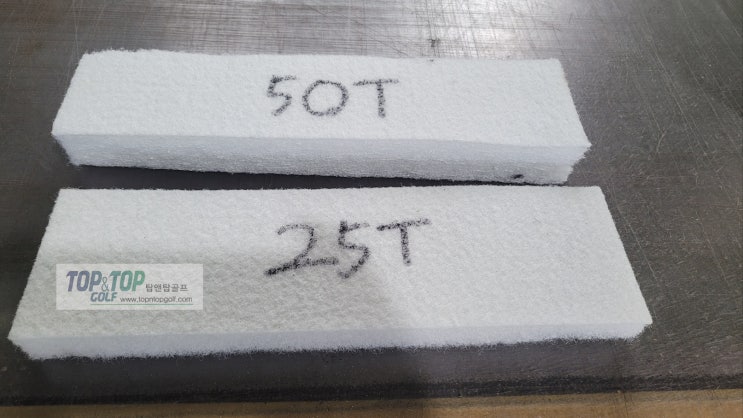 50T
25T
TOP&TOP
GOLF
탑앤탑골프
www.topntopgolf.com